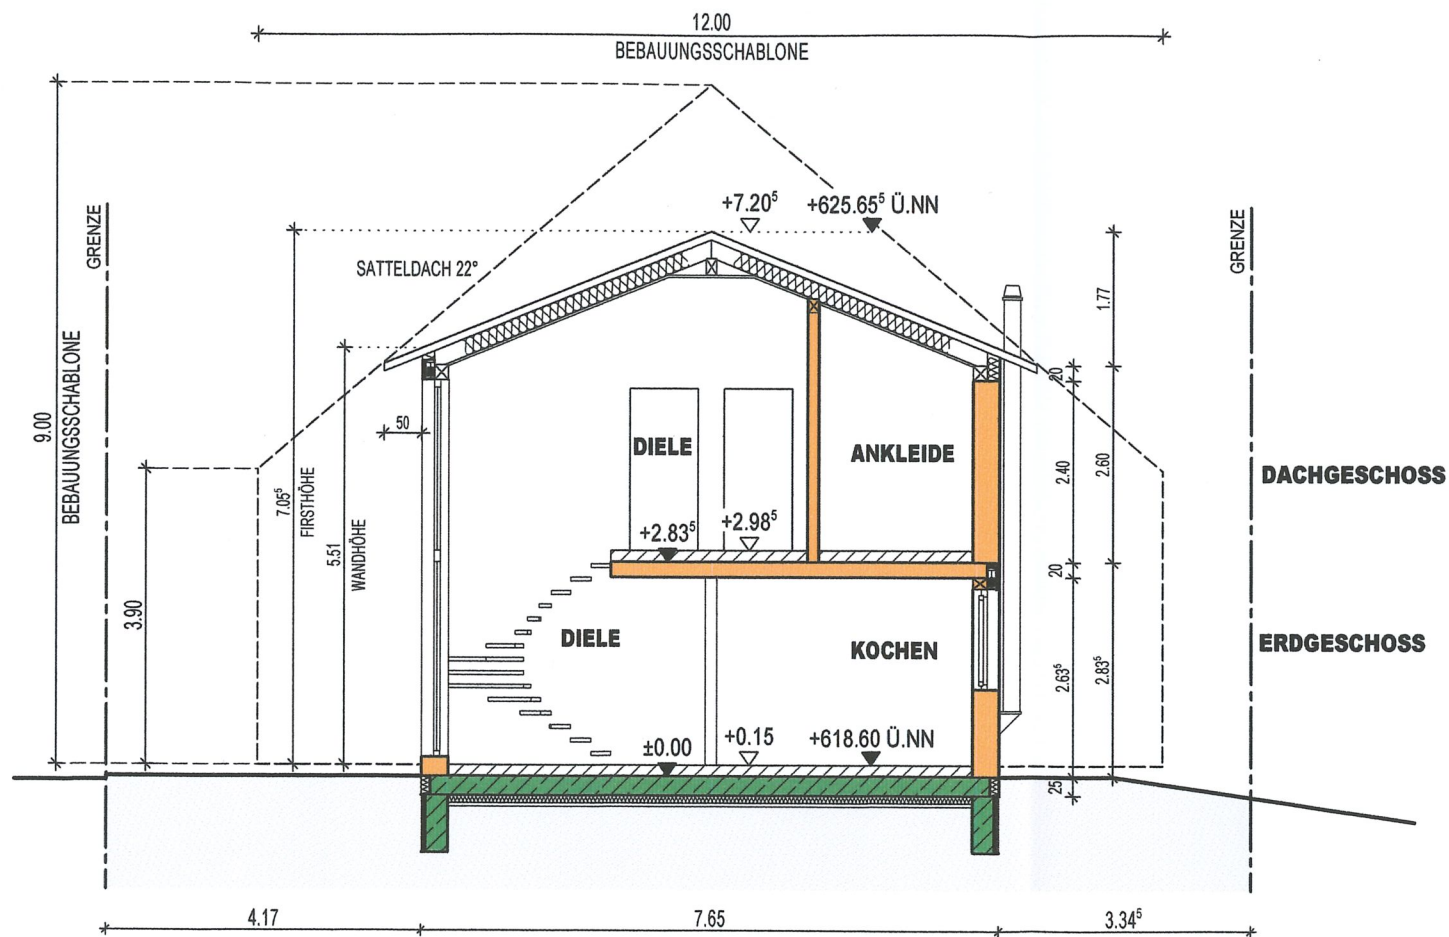 12.00
BEBAUUNGSSCHABLONE
+7.20⁵
+625.65⁵ Ü.NN
GRENZE
GRENZE
SATTELDACH 22°
1.77
9.00
BEBAUUNGSSCHABLONE
7.05⁵
FIRSTHÖHE
5.51
WANDHÖHE
3.90
50
20
2.40
2.60
DIELE
ANKLEIDE
DACHGESCHOSS
+2.83⁵
+2.98⁵
20
DIELE
KOCHEN
ERDGESCHOSS
2.63⁵
2.83⁵
±0.00
+0.15
+618.60 Ü.NN
25
4.17
7.65
3.34⁵